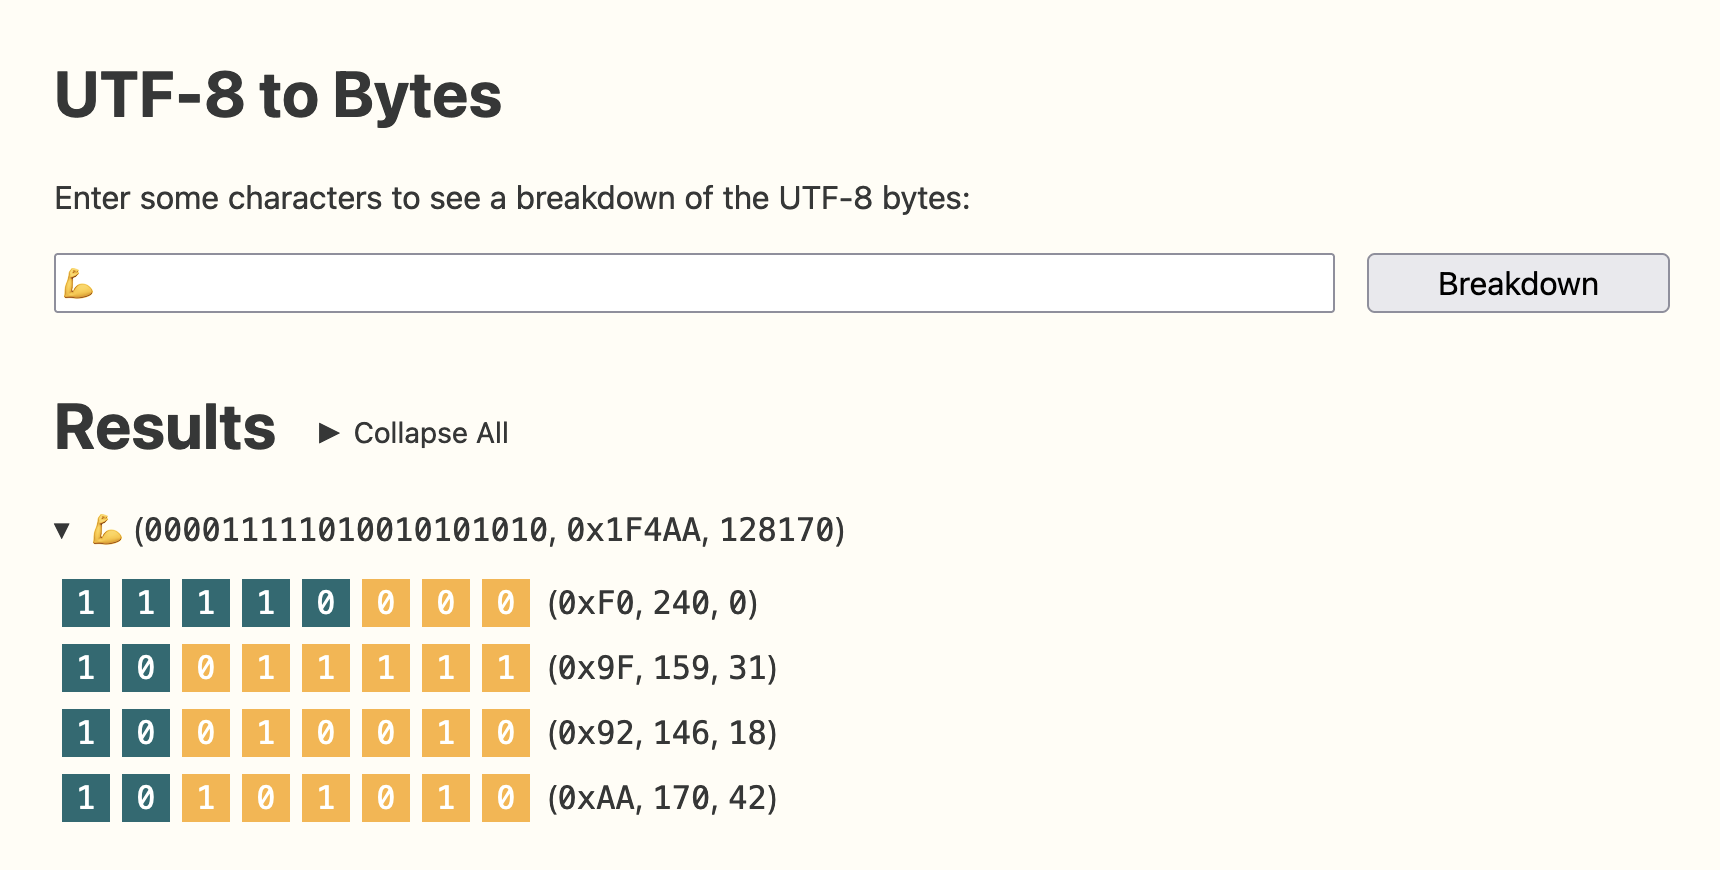 UTF-8 to Bytes
Enter some characters to see a breakdown of the UTF-8 bytes:
💪 Breakdown
Results ▶ Collapse All
▼ 💪 (000011111010010101010, 0x1F4AA, 128170)
1 1 1 1 0 0 0 0 (0xF0, 240, 0)
1 0 0 1 1 1 1 1 (0x9F, 159, 31)
1 0 0 1 0 0 1 0 (0x92, 146, 18)
1 0 1 0 1 0 1 0 (0xAA, 170, 42)